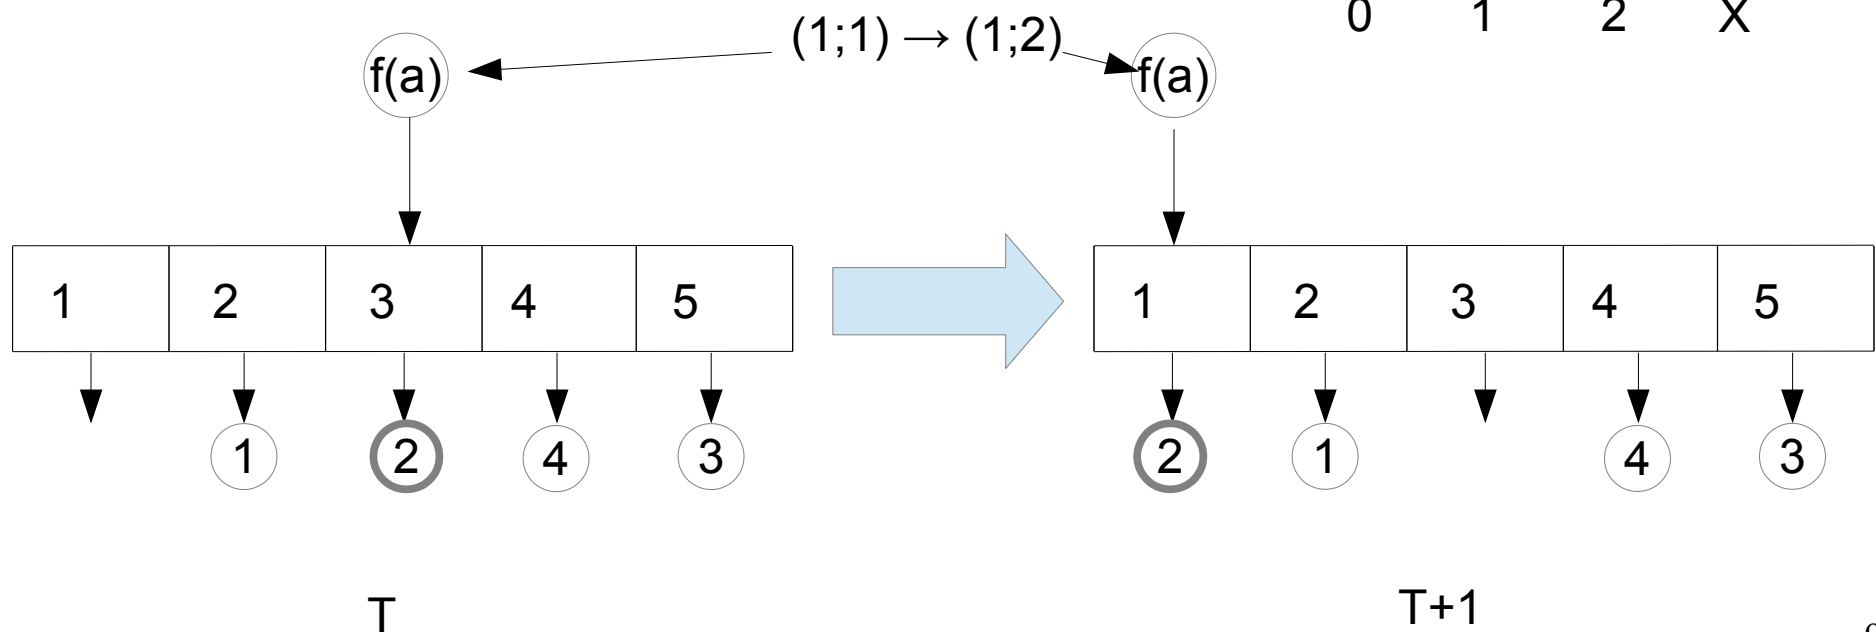 0 1 2 X
(1;1) → (1;2)
f(a) f(a)
1 2 3 4 5 1 2 3 4 5
1 2 4 3 2 1 4 3
T T+1